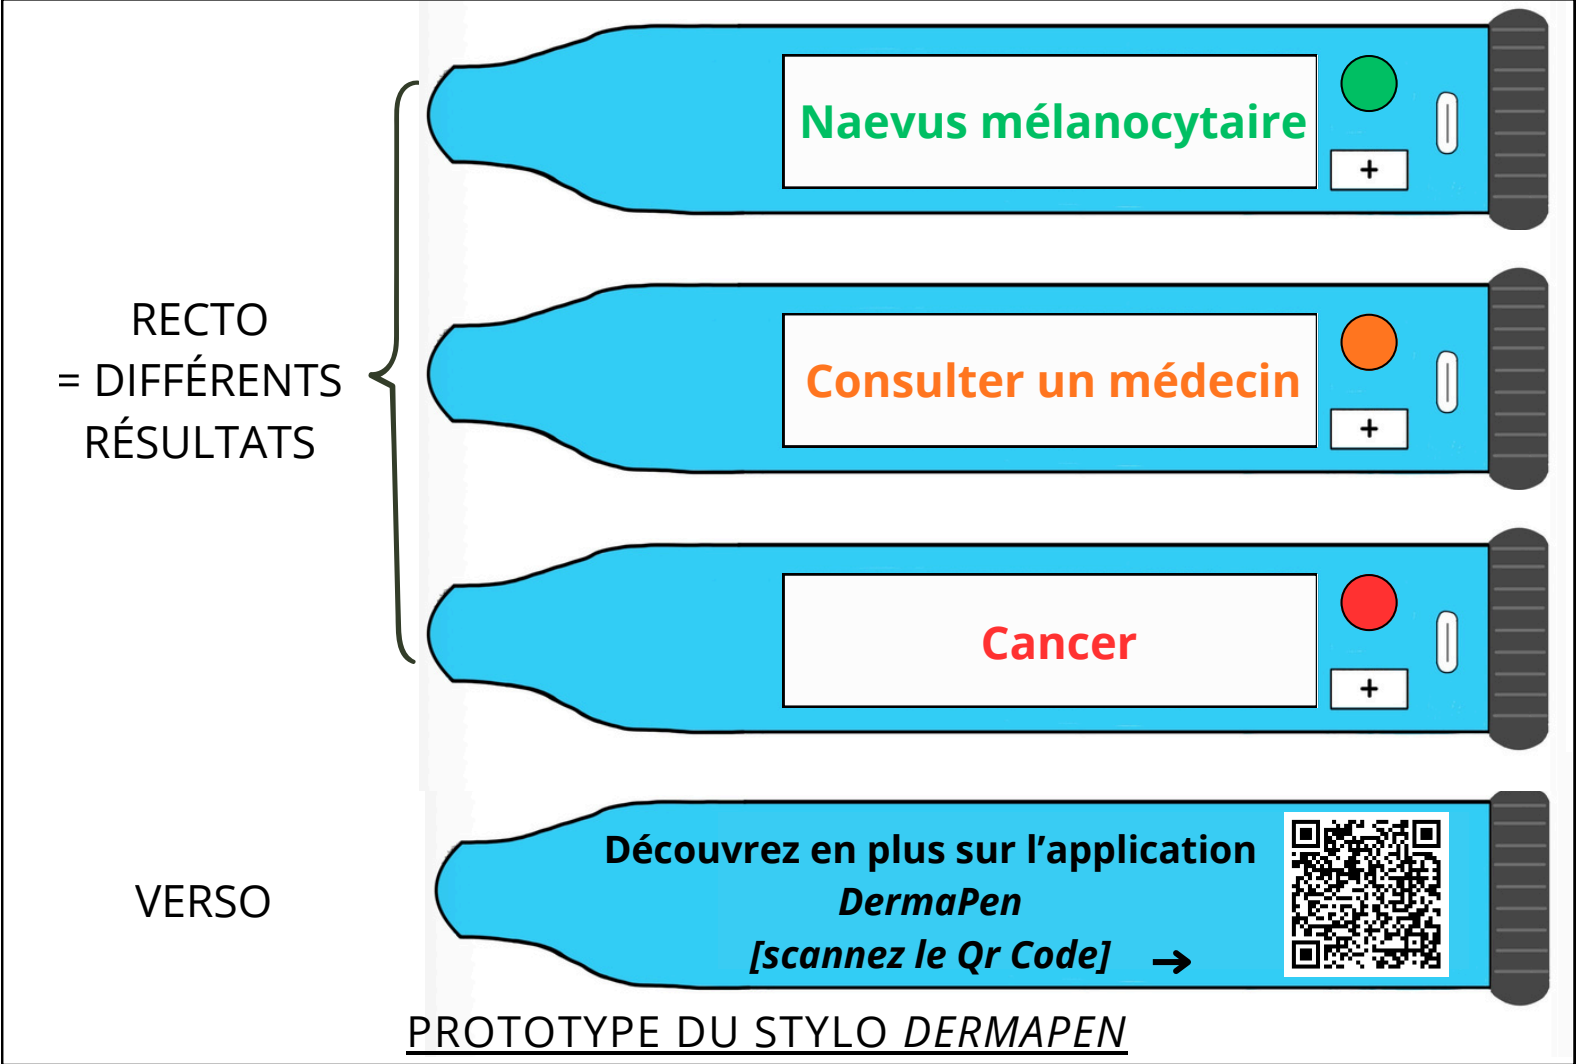 Naevus mélanocytaire
+
RECTO
= DIFFÉRENTS
RÉSULTATS
Consulter un médecin
+
Cancer
+
VERSO
Découvrez en plus sur l’application
DermaPen
[scannez le Qr Code] →
PROTOTYPE DU STYLO DERMAPEN